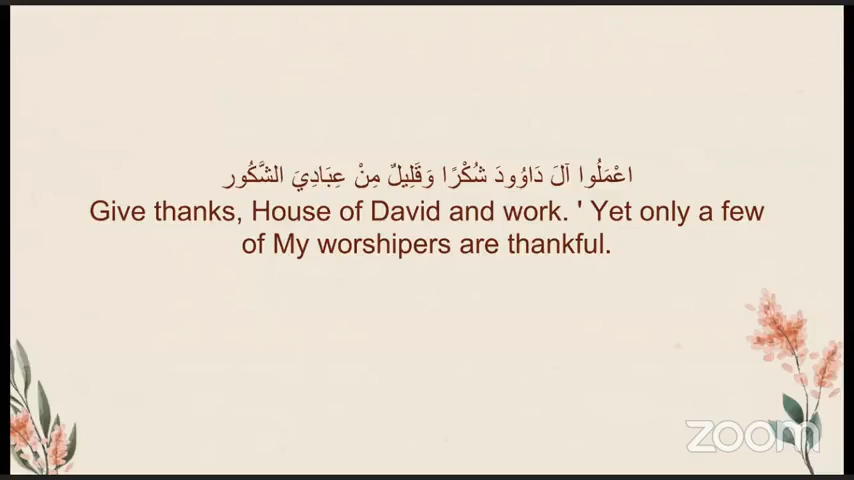 اعْمَلُوا آلَ دَاوُودَ شُكْرًا وَقَلِيلٌ مِنْ عِبَادِيَ الشَّكُور
Give thanks, House of David and work. ' Yet only a few
of My worshipers are thankful.
zoom